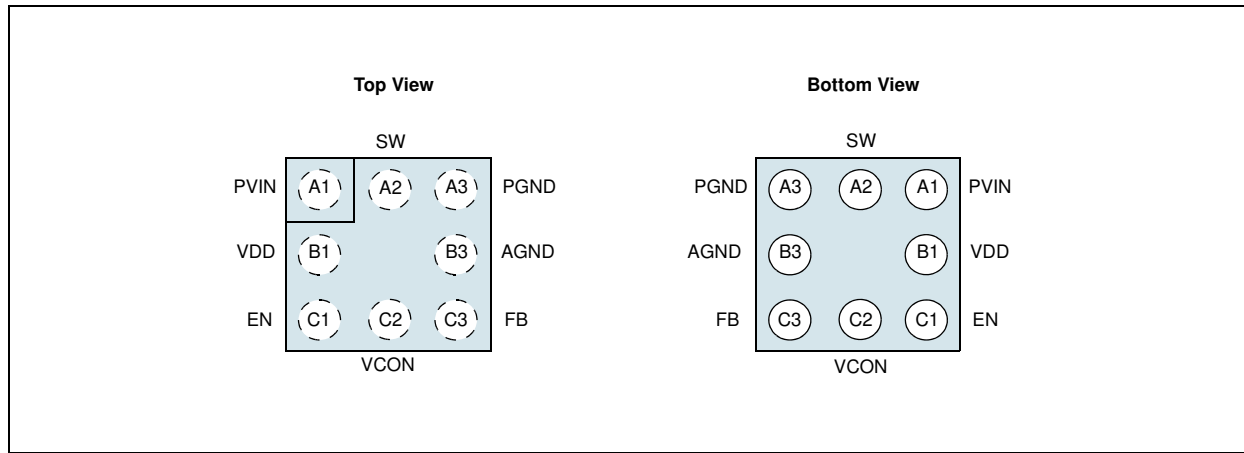 Top View
Bottom View
SW
SW
PVIN A1 A2 A3 PGND
PGND A3 A2 A1 PVIN
VDD B1 B3 AGND
AGND B3 B1 VDD
EN C1 C2 C3 FB
FB C3 C2 C1 EN
VCON
VCON